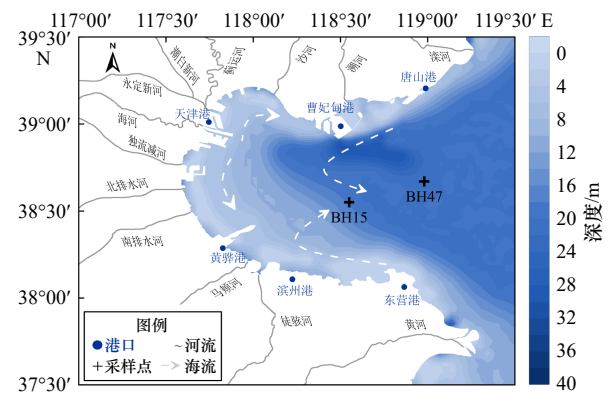 117°00′ 117°30′ 118°00′ 118°30′ 119°00′ 119°30′ E
39°30′
N
39°00′
38°30′
38°00′
37°30′
N
潮白新河
蓟运河
沙河
溯河
滦河
永定新河
唐山港
天津港
曹妃甸港
海河
独流减河
北排水河
BH47
BH15
南排水河
黄骅港
马颊河
滨州港
东营港
徒骇河
黄河
图例
港口
~河流
+采样点
海流
0
4
8
12
16
20
24
28
32
36
40
深度/m